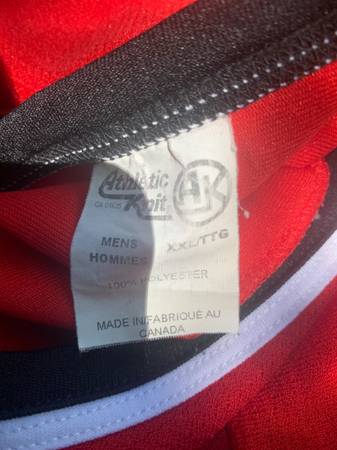 Athletic
Knit
AK
MENS
HOMMES
XXL/TTG
100% POLYESTER
MADE IN/FABRIQUÉ AU
CANADA